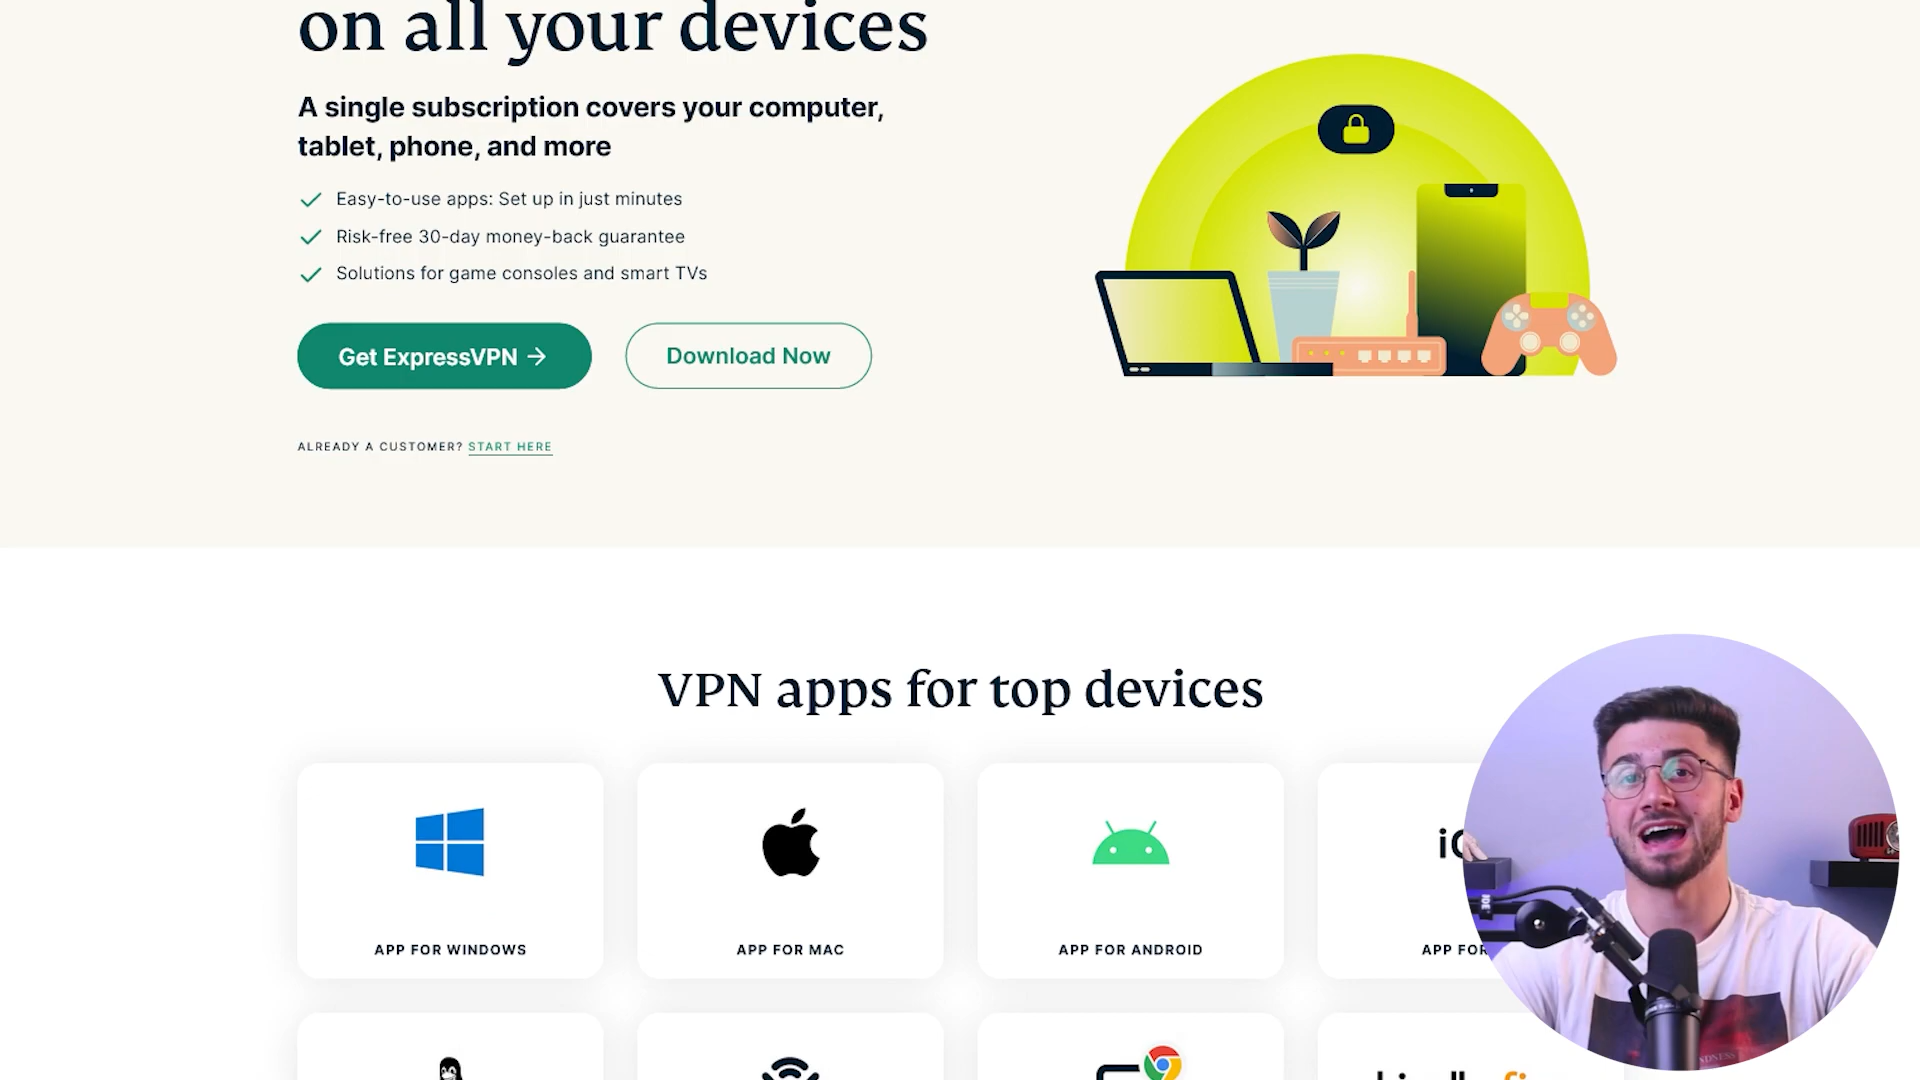 on all your devices
A single subscription covers your computer,
tablet, phone, and more
Easy-to-use apps: Set up in just minutes
Risk-free 30-day money-back guarantee
Solutions for game consoles and smart TVs
Get ExpressVPN →
Download Now
ALREADY A CUSTOMER? START HERE
VPN apps for top devices
APP FOR WINDOWS
APP FOR MAC
APP FOR ANDROID
APP FOR